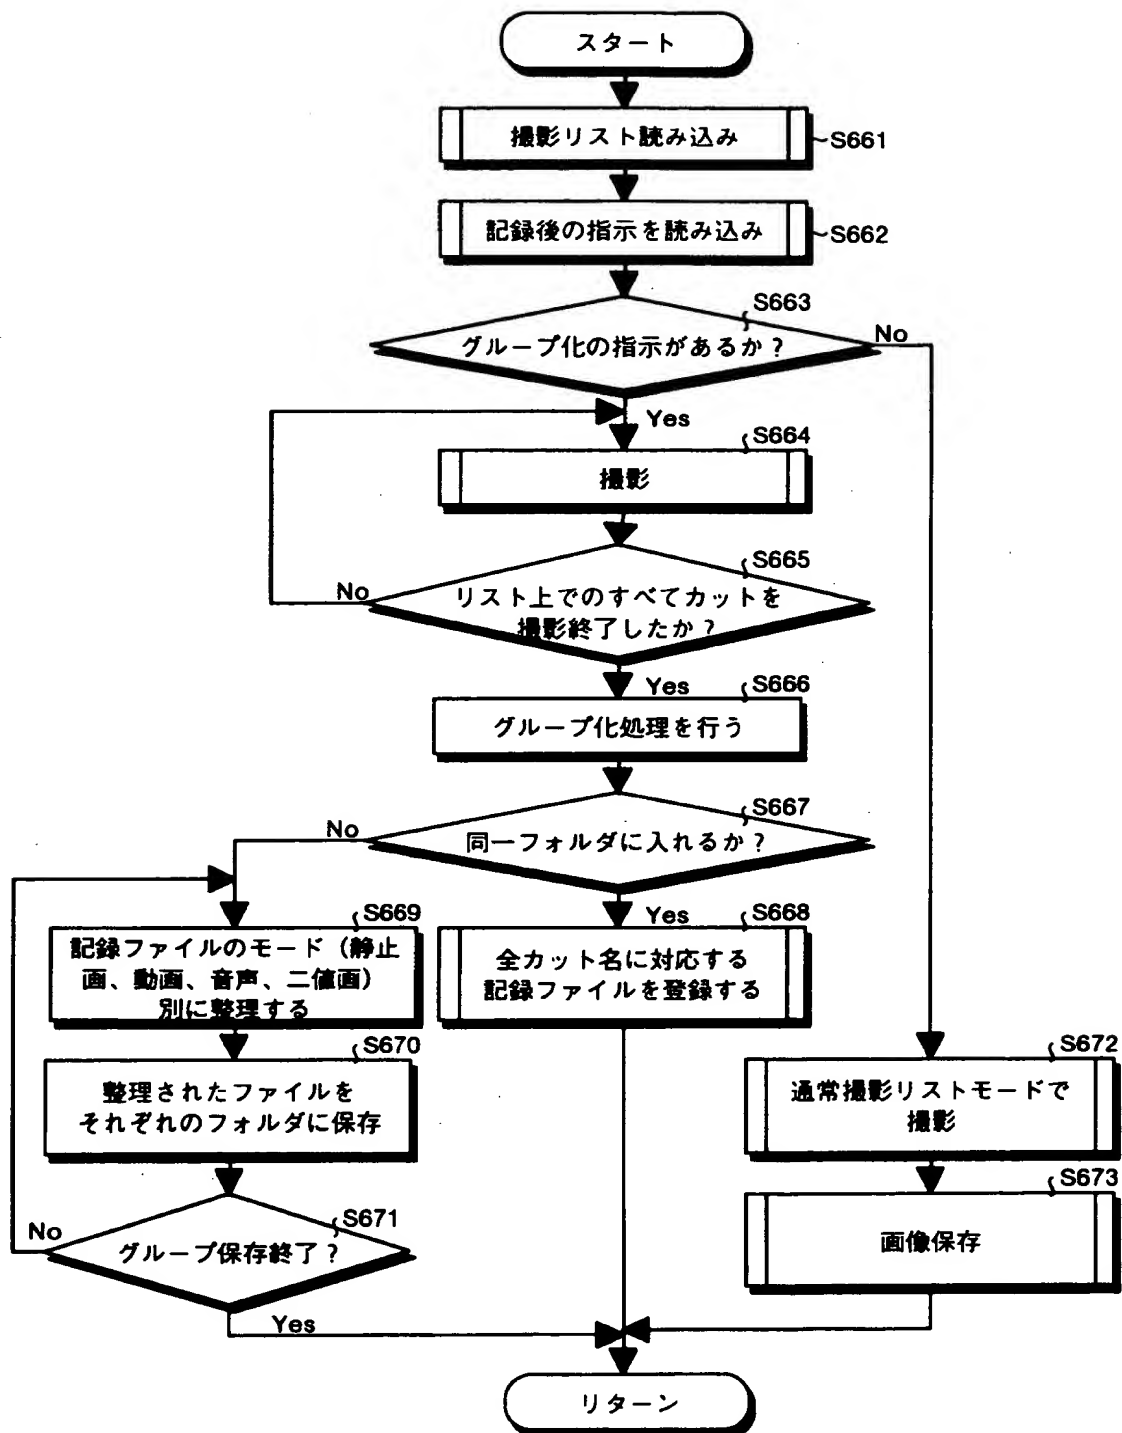 スタート
撮影リスト読み込み
S661
記録後の指示を読み込み
S662
S663
グループ化の指示があるか?
No
Yes
S664
撮影
S665
No
リスト上でのすべてカットを
撮影終了したか?
Yes
S666
グループ化処理を行う
S667
No
同一フォルダに入れるか?
Yes
S668
全カット名に対応する
記録ファイルを登録する
S669
記録ファイルのモード(静止
画、動画、音声、二値画)
別に整理する
S670
整理されたファイルを
それぞれのフォルダに保存
S671
No
グループ保存終了?
Yes
S672
通常撮影リストモードで
撮影
S673
画像保存
リターン